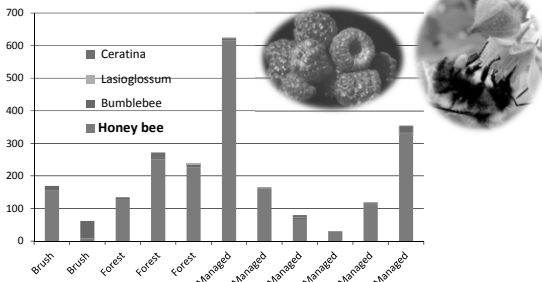 700
600
500
400
300
200
100
0
Ceratina
Lasioglossum
Bumblebee
Honey bee
Brush
Brush
Forest
Forest
Forest
Managed
Managed
Managed
Managed
Managed
Managed